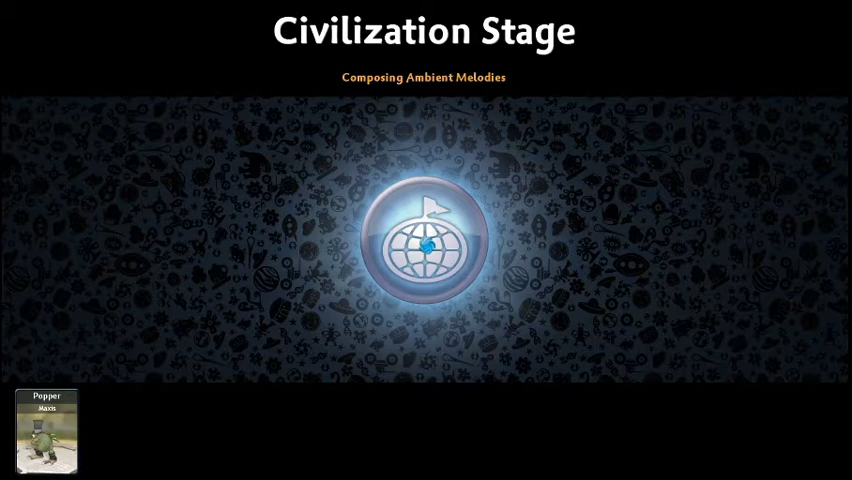 Civilization Stage
Composing Ambient Melodies
Popper
Maxis